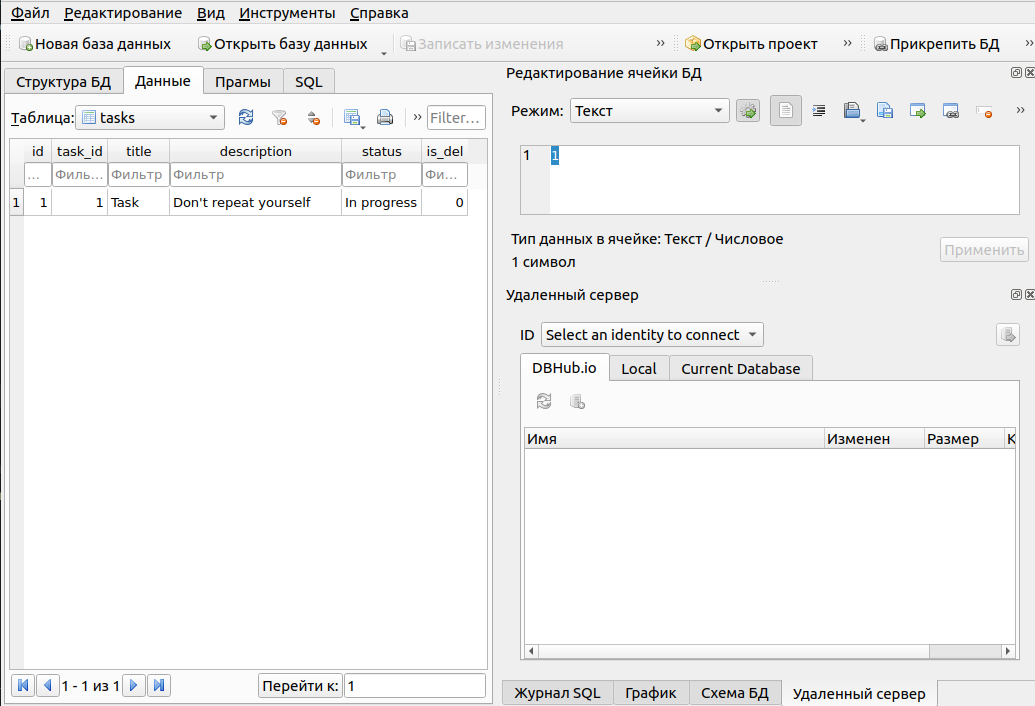 Файл Редактирование Вид Инструменты Справка
Новая база данных Открыть базу данных Записать изменения » Открыть проект » Прикрепить БД »
Структура БД Данные Прагмы SQL
Таблица: tasks » Filter...
id task_id title description status is_del
... Филь... Фильтр Фильтр Фильтр Фи...
1 1 1 Task Don't repeat yourself In progress 0
1 - 1 из 1 Перейти к: 1
Редактирование ячейки БД
Режим: Текст »
1 1
Тип данных в ячейке: Текст / Числовое
1 символ
Применить
Удаленный сервер
ID Select an identity to connect
DBHub.io Local Current Database
Имя Изменен Размер К
Журнал SQL График Схема БД Удаленный сервер